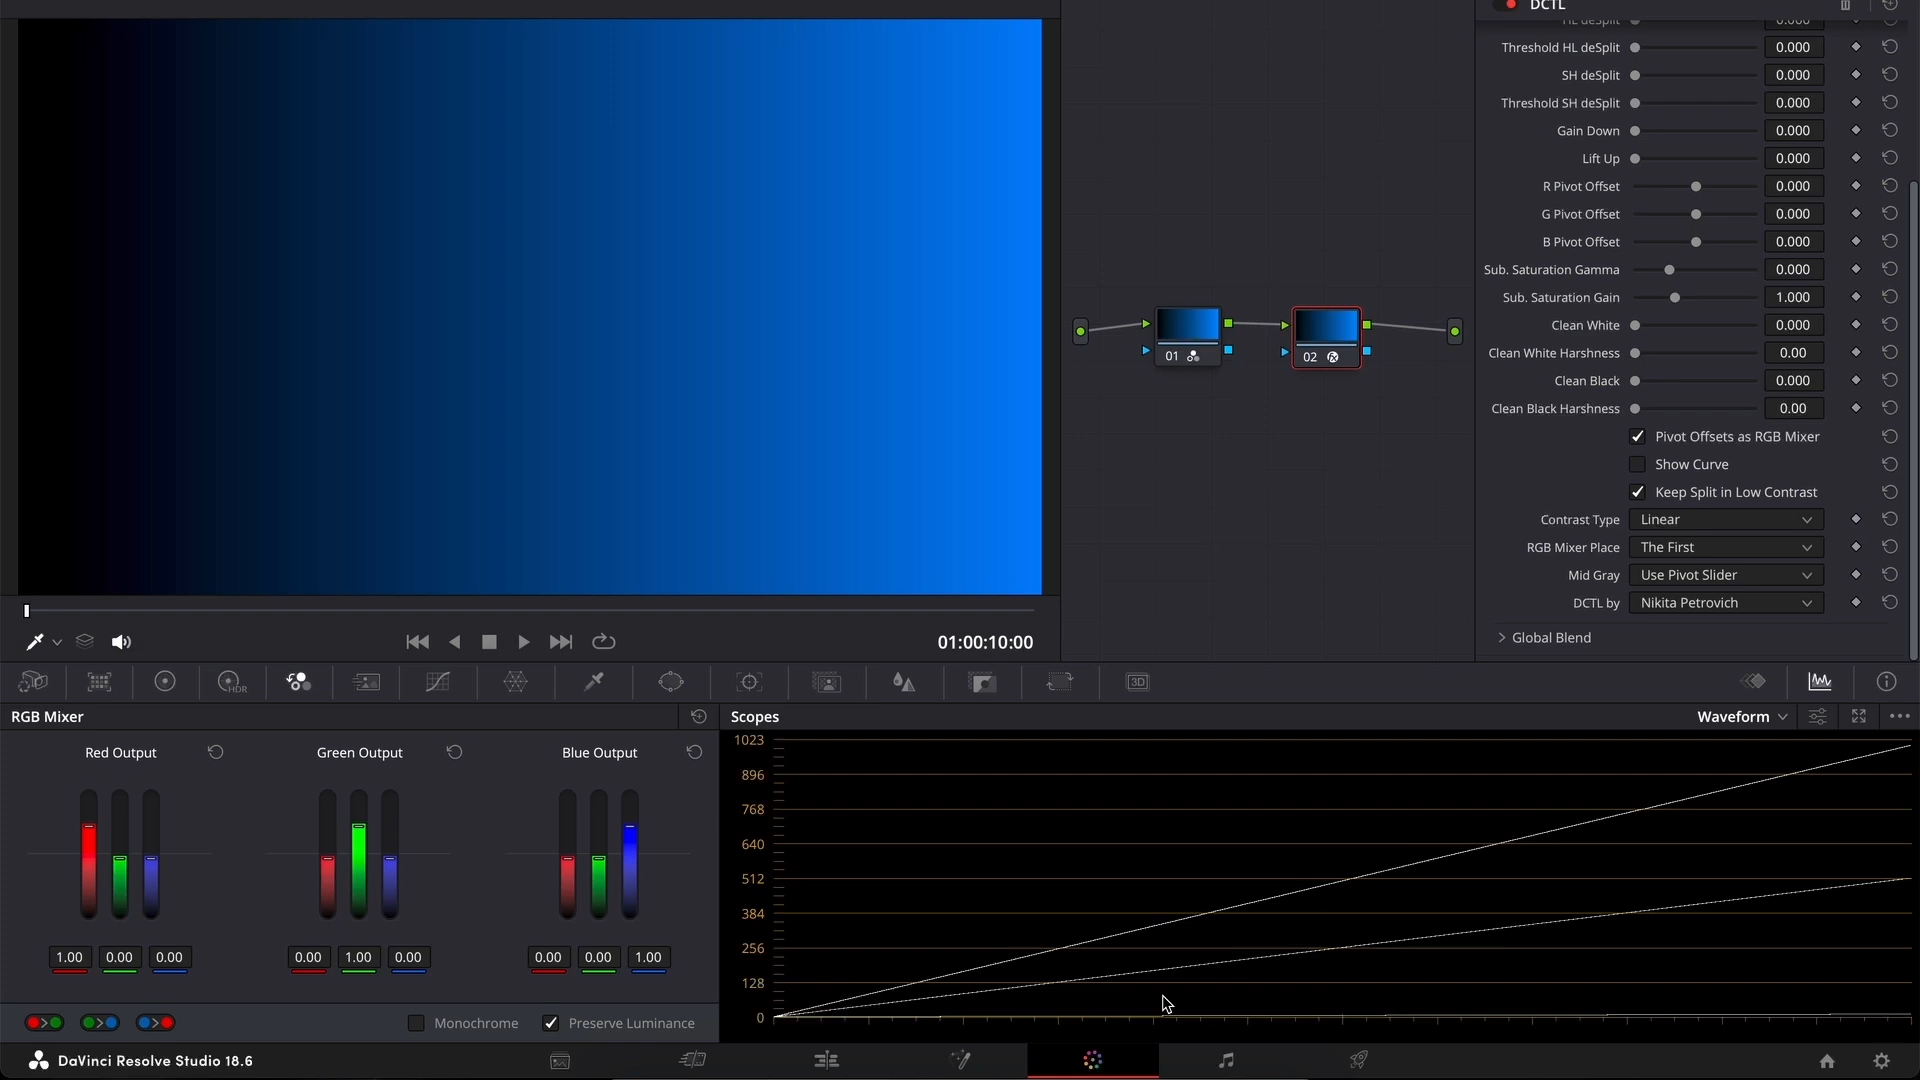 DCTL
HL deSplit 0.000
Threshold HL deSplit 0.000
SH deSplit 0.000
Threshold SH deSplit 0.000
Gain Down 0.000
Lift Up 0.000
R Pivot Offset 0.000
G Pivot Offset 0.000
B Pivot Offset 0.000
Sub. Saturation Gamma 0.000
Sub. Saturation Gain 1.000
Clean White 0.000
Clean White Harshness 0.00
Clean Black 0.000
Clean Black Harshness 0.00
Pivot Offsets as RGB Mixer
Show Curve
Keep Split in Low Contrast
Contrast Type Linear
RGB Mixer Place The First
Mid Gray Use Pivot Slider
DCTL by Nikita Petrovich
Global Blend
01
02
01:00:10:00
HDR
3D
RGB Mixer
Red Output
Green Output
Blue Output
1.00 0.00 0.00
0.00 1.00 0.00
0.00 0.00 1.00
Monochrome
Preserve Luminance
Scopes
Waveform
1023
896
768
640
512
384
256
128
0
DaVinci Resolve Studio 18.6